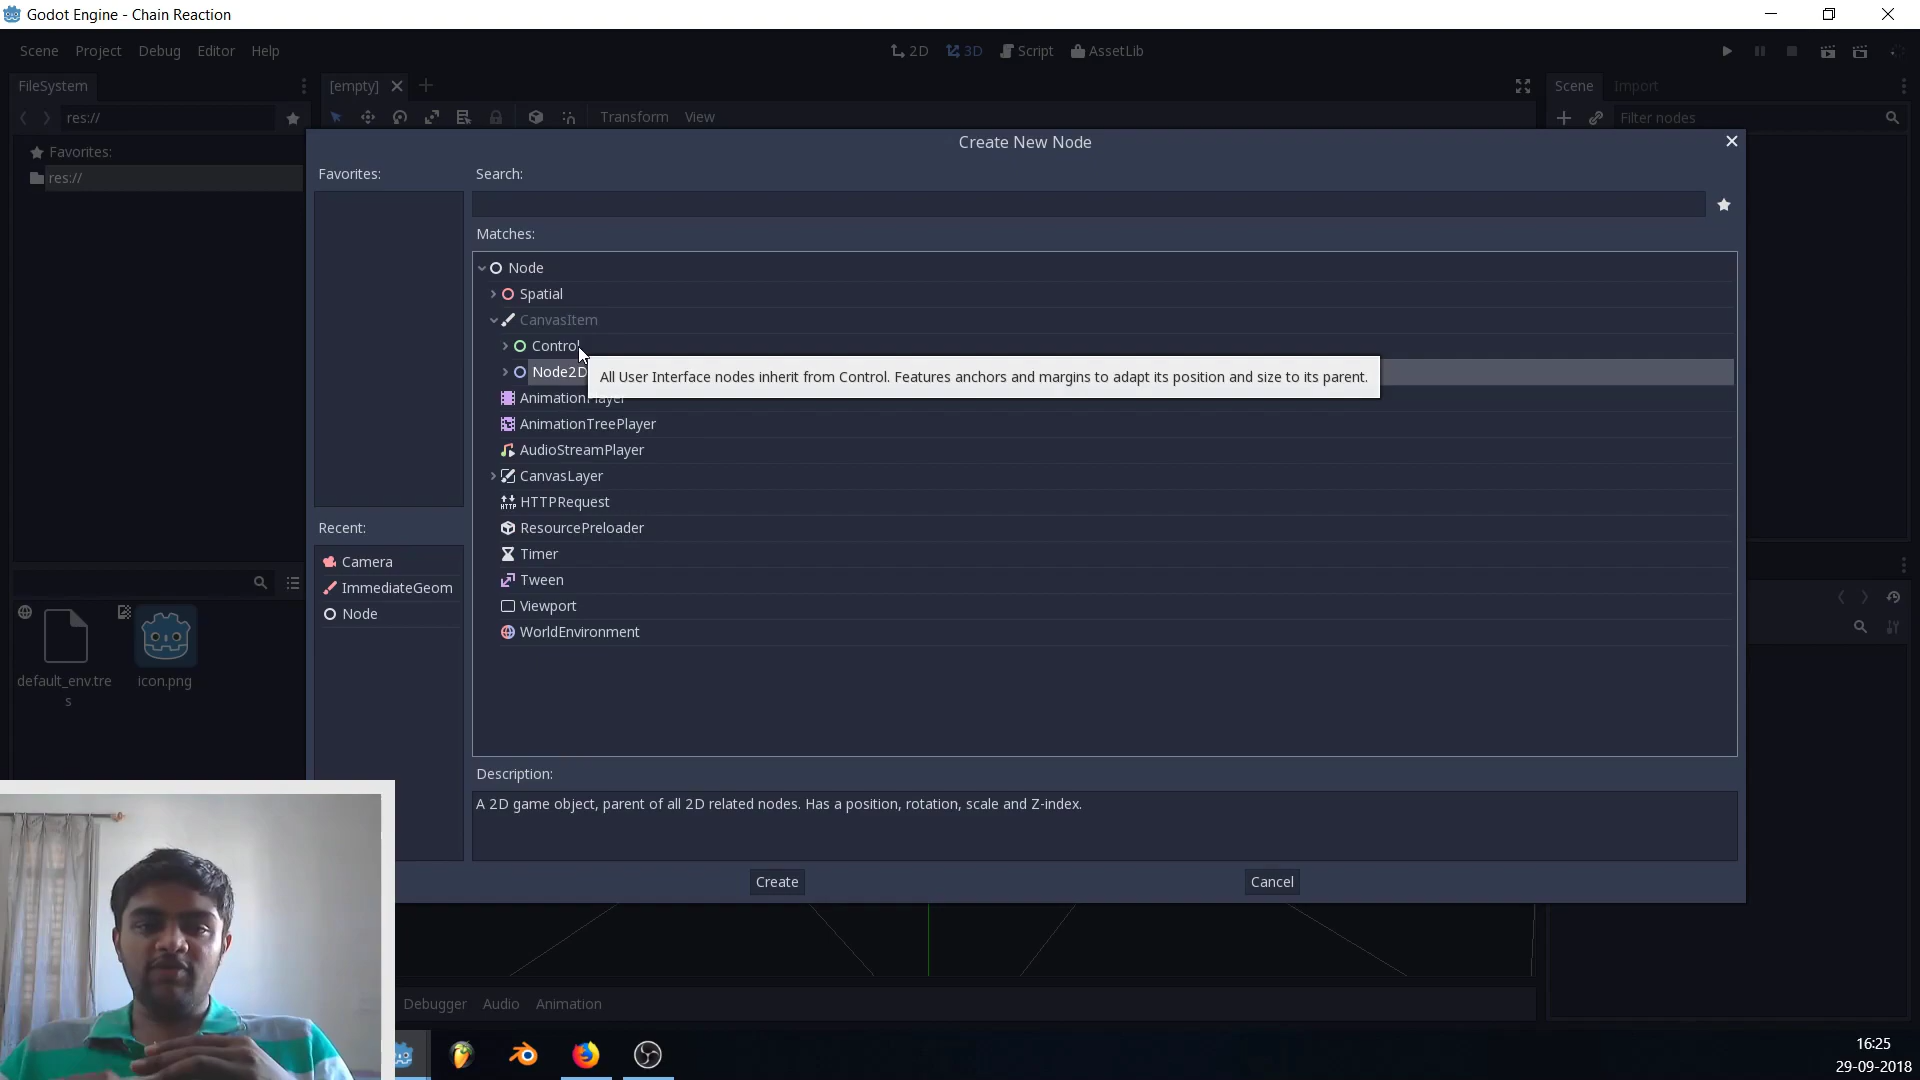 Godot Engine - Chain Reaction
Scene Project Debug Editor Help
2D 3D Script AssetLib
FileSystem
[empty]
Scene Import
res://
Transform View
Filter nodes
Create New Node
Favorites:
res://
Favorites:
Search:
Matches:
Node
Spatial
CanvasItem
Control
Node2D
All User Interface nodes inherit from Control. Features anchors and margins to adapt its position and size to its parent.
AnimationPlayer
AnimationTreePlayer
AudioStreamPlayer
CanvasLayer
HTTPRequest
ResourcePreloader
Timer
Tween
Viewport
WorldEnvironment
Recent:
Camera
ImmediateGeom
Node
default_env.tre
s
icon.png
Description:
A 2D game object, parent of all 2D related nodes. Has a position, rotation, scale and Z-index.
Create Cancel
Debugger Audio Animation
16:25
29-09-2018